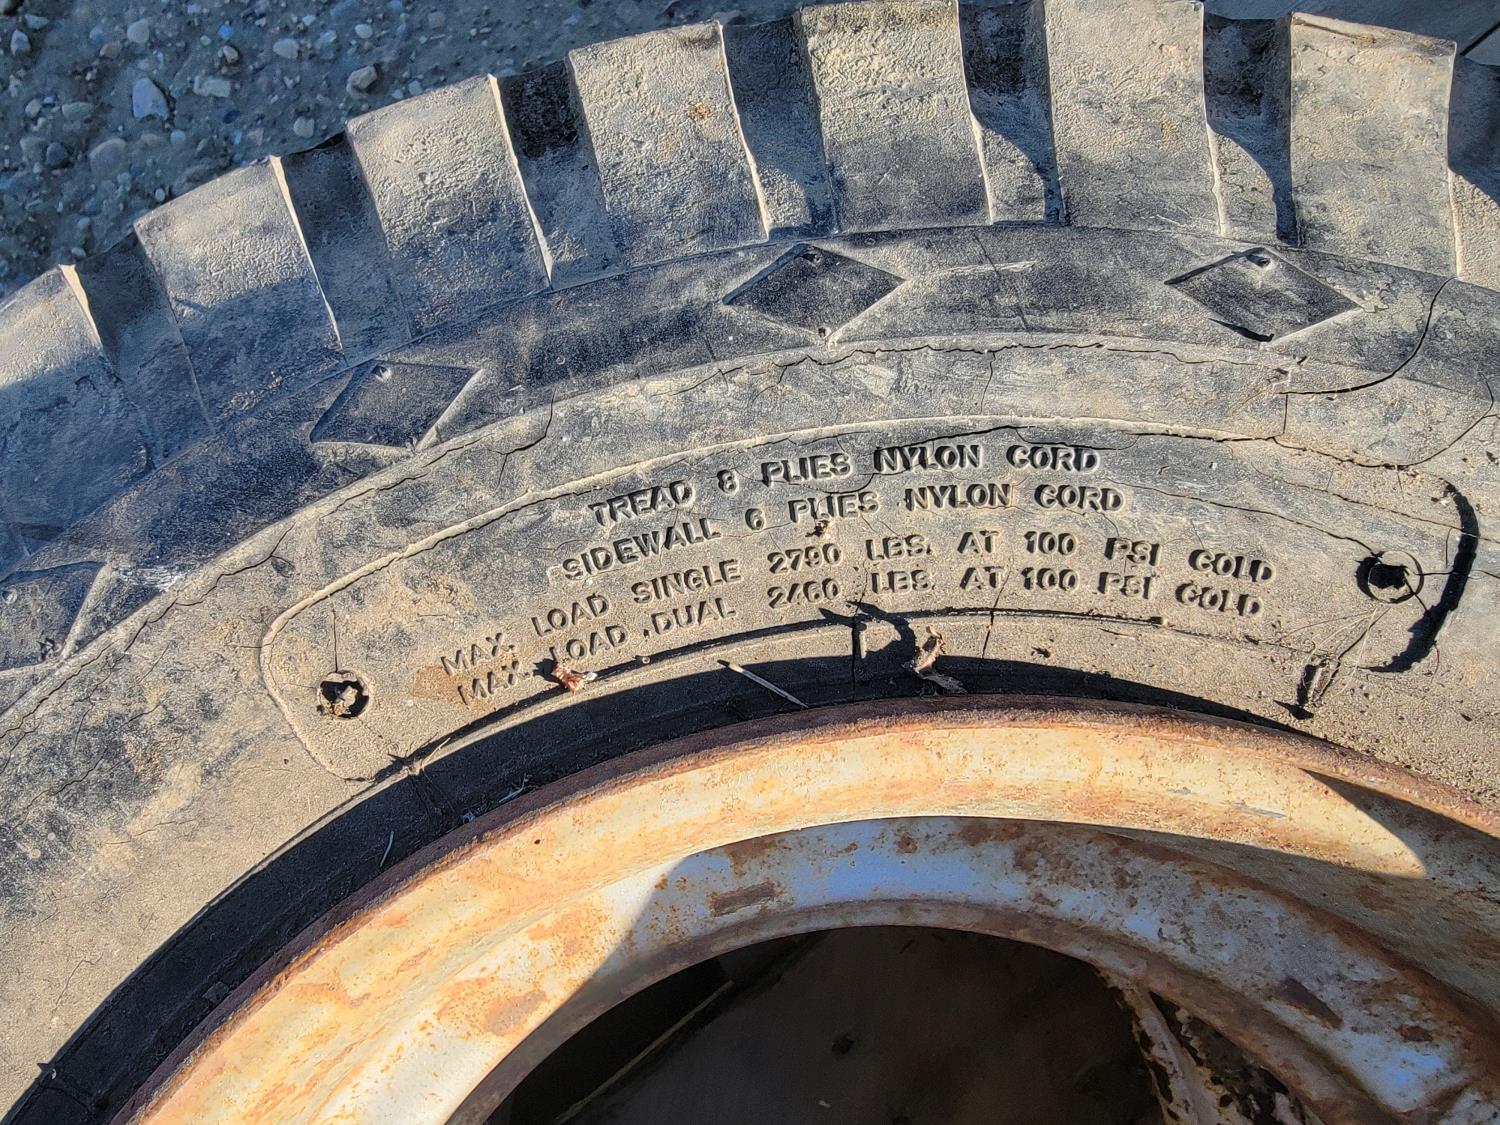 TREAD 8 PLIES NYLON CORD
SIDEWALL 6 PLIES NYLON CORD
MAX. LOAD SINGLE 2790 LBS. AT 100 PSI COLD
MAX. LOAD DUAL 2460 LBS. AT 100 PSI COLD